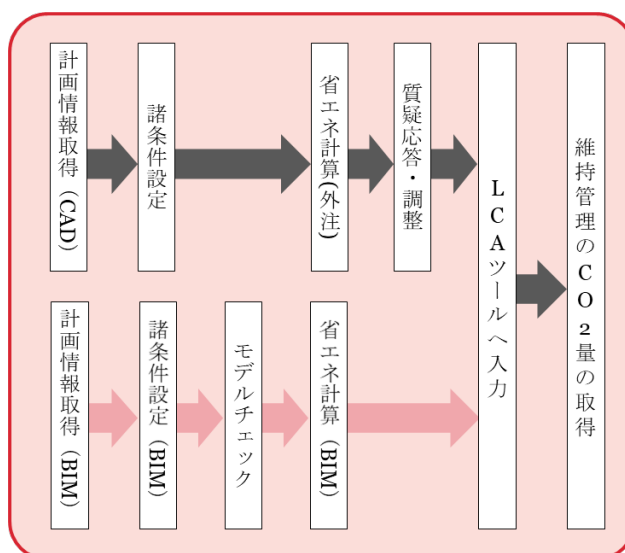 計画情報取得（CAD）
諸条件設定
省エネ計算(外注)
質疑応答・調整
LCAツールへ入力
維持管理のCO2量の取得
計画情報取得（BIM）
諸条件設定（BIM）
モデルチェック
省エネ計算（BIM）